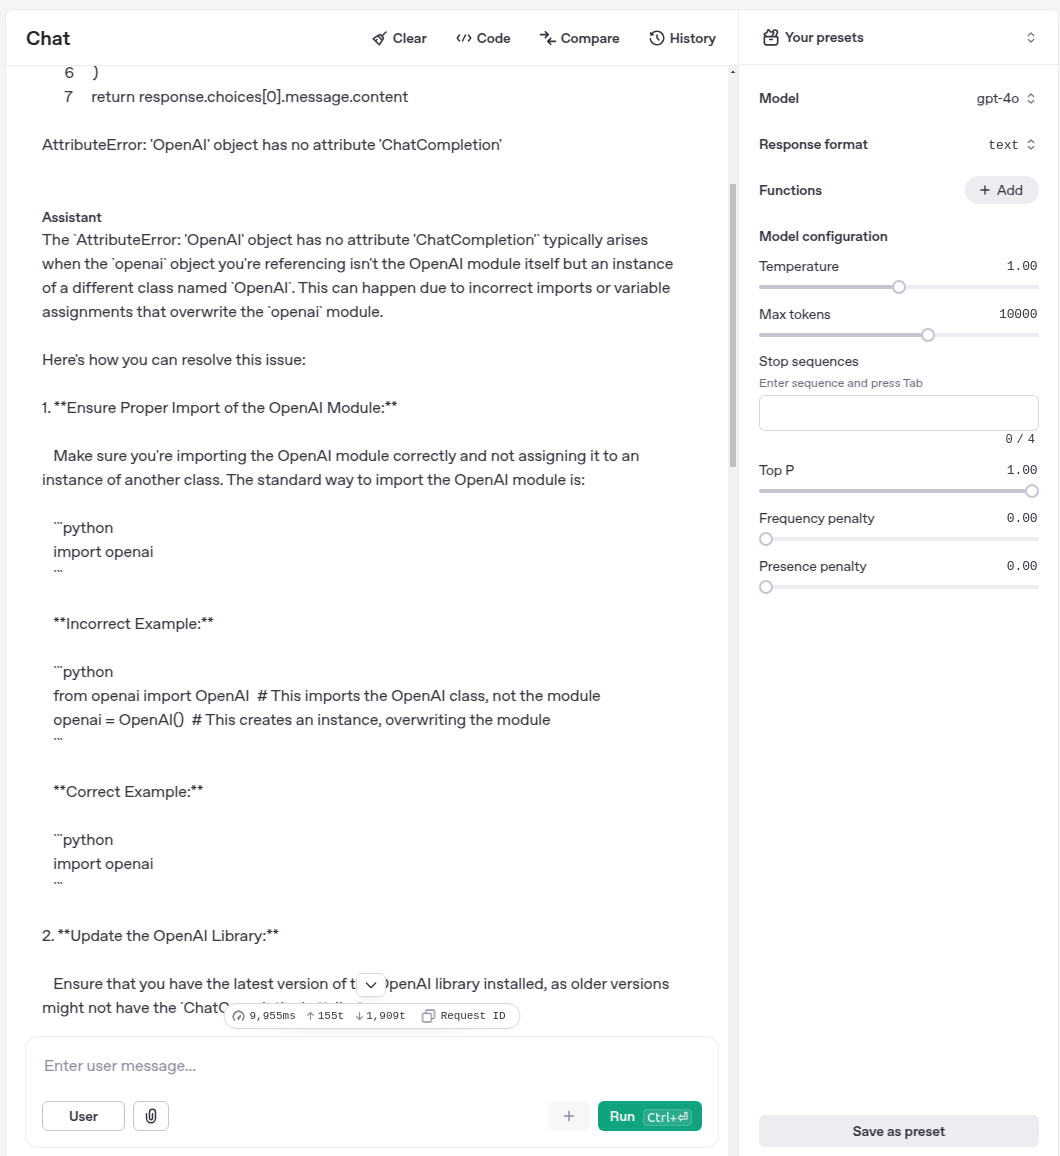 Chat
Clear
Code
Compare
History
6 )
7 return response.choices[0].message.content
AttributeError: 'OpenAI' object has no attribute 'ChatCompletion'
Assistant
The `AttributeError: 'OpenAI' object has no attribute 'ChatCompletion'` typically arises
when the `openai` object you're referencing isn't the OpenAI module itself but an instance
of a different class named `OpenAI`. This can happen due to incorrect imports or variable
assignments that overwrite the `openai` module.
Here's how you can resolve this issue:
1. **Ensure Proper Import of the OpenAI Module:**
Make sure you're importing the OpenAI module correctly and not assigning it to an
instance of another class. The standard way to import the OpenAI module is:
```python
import openai
```
**Incorrect Example:**
```python
from openai import OpenAI # This imports the OpenAI class, not the module
openai = OpenAI() # This creates an instance, overwriting the module
```
**Correct Example:**
```python
import openai
```
2. **Update the OpenAI Library:**
Ensure that you have the latest version of OpenAI library installed, as older versions
might not have the
9,955ms ↑155t ↓1,909t Request ID
Enter user message...
User
+
Run Ctrl+⏎
Your presets
Model gpt-4o
Response format text
Functions + Add
Model configuration
Temperature 1.00
Max tokens 10000
Stop sequences
Enter sequence and press Tab
0 / 4
Top P 1.00
Frequency penalty 0.00
Presence penalty 0.00
Save as preset